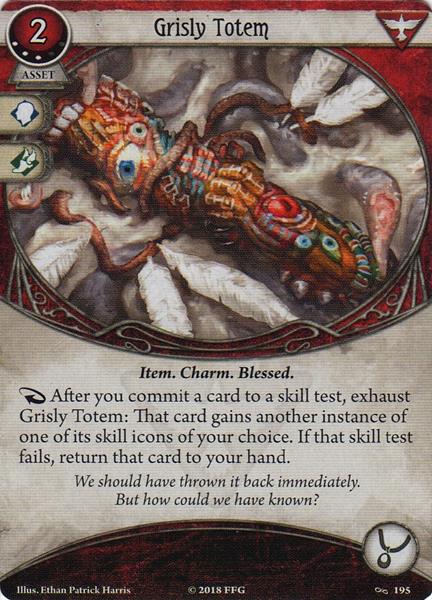 Grisly Totem
2
ASSET
Item. Charm. Blessed.
After you commit a card to a skill test, exhaust
Grisly Totem: That card gains another instance of
one of its skill icons of your choice. If that skill test
fails, return that card to your hand.
We should have thrown it back immediately.
But how could we have known?
Illus. Ethan Patrick Harris
© 2018 FFG
195